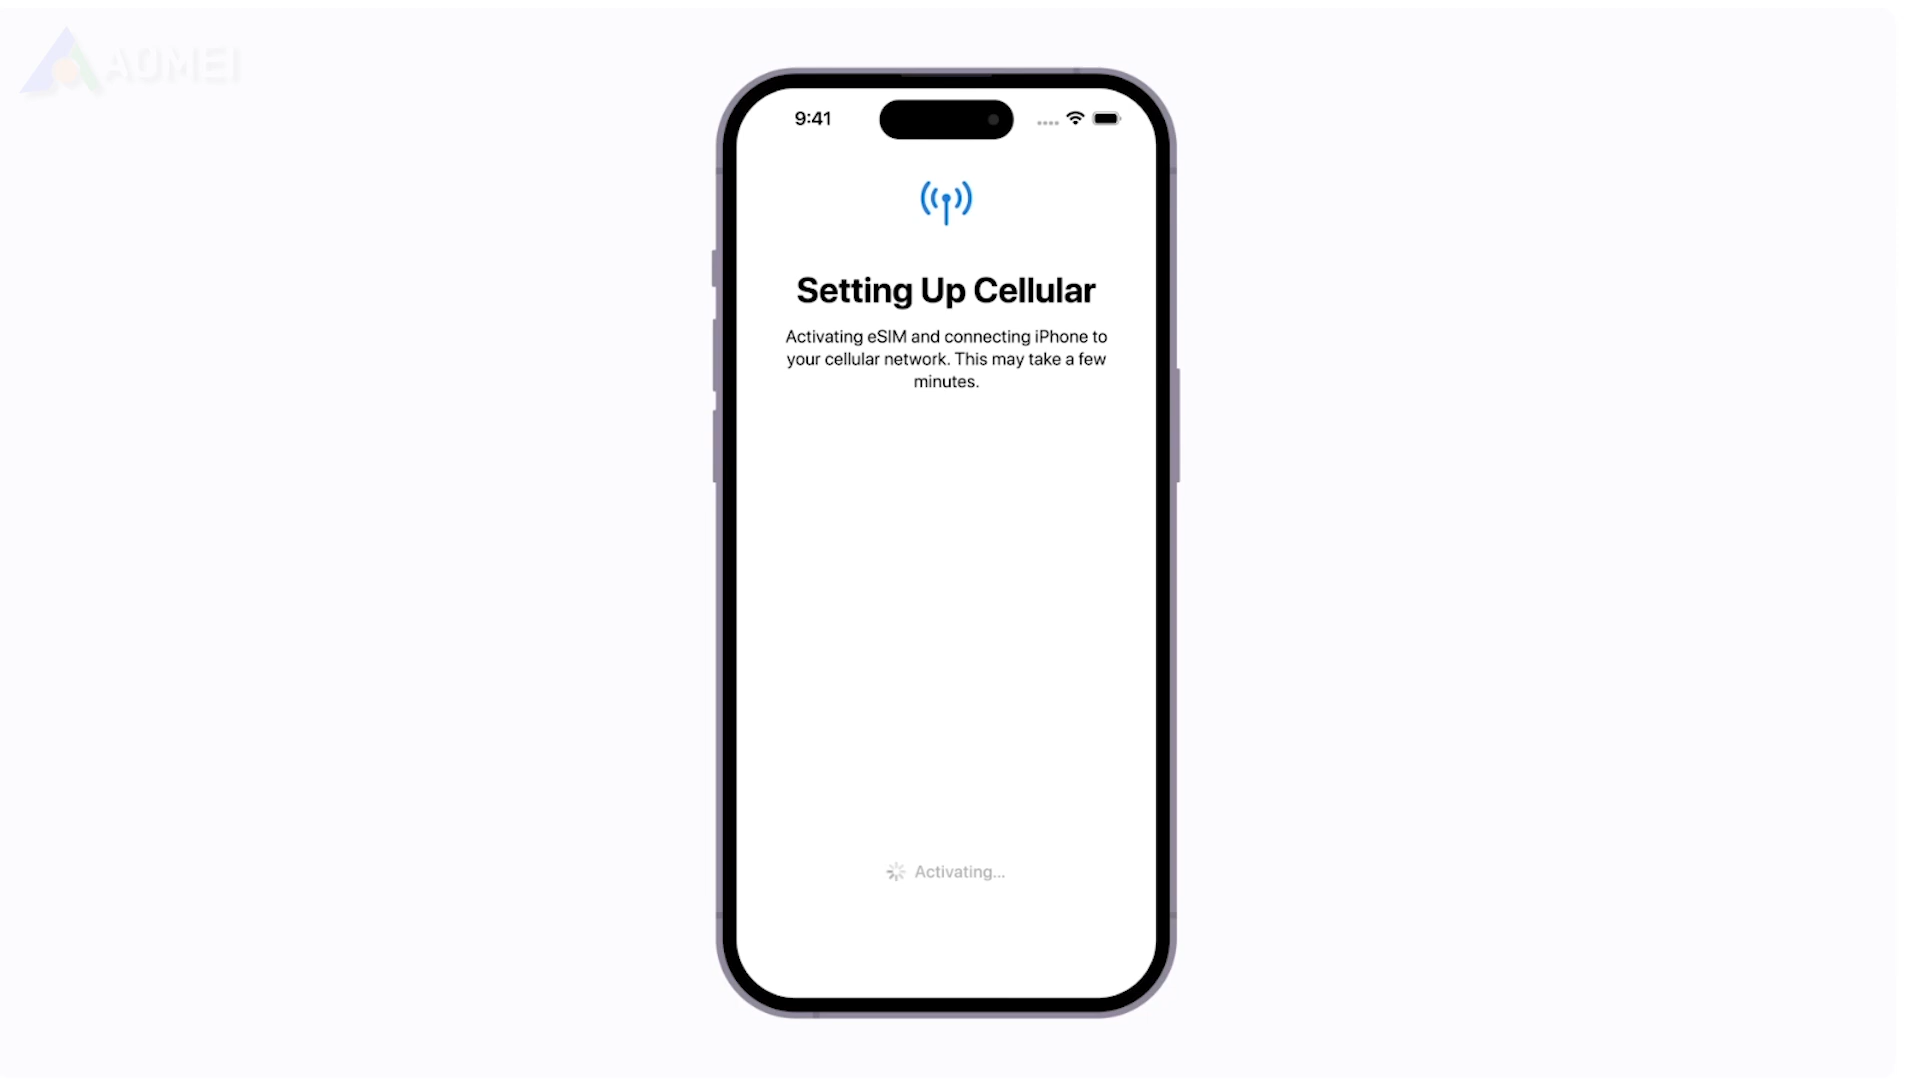 AOMEI
9:41
Setting Up Cellular
Activating eSIM and connecting iPhone to
your cellular network. This may take a few
minutes.
Activating...